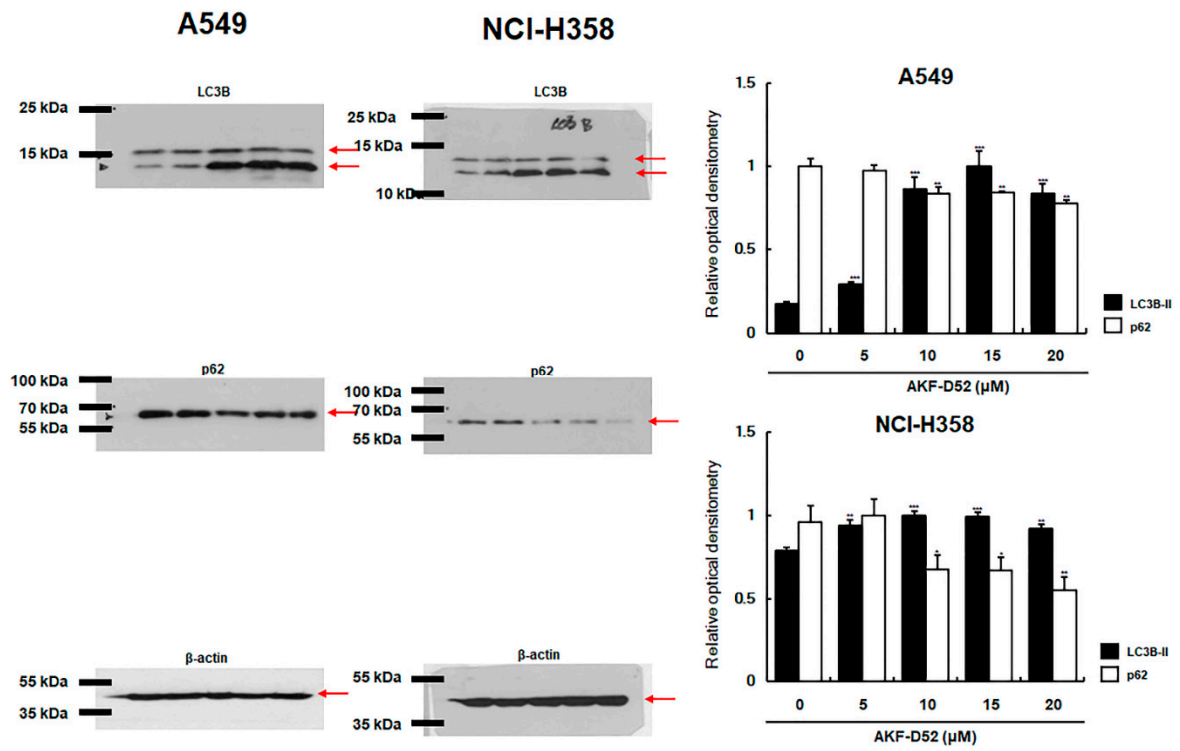 A549
NCI-H358
LC3B
25 kDa
15 kDa
LC3B
25 kDa
15 kDa
10 kDa
p62
100 kDa
70 kDa
55 kDa
p62
100 kDa
70 kDa
55 kDa
β-actin
55 kDa
35 kDa
β-actin
55 kDa
35 kDa
A549
Relative optical densitometry
1.5
1
0.5
0
***
***
**
***
**
***
**
0 5 10 15 20
AKF-D52 (µM)
LC3B-II
p62
NCI-H358
Relative optical densitometry
1.5
1
0.5
0
**
***
*
***
*
**
**
0 5 10 15 20
AKF-D52 (µM)
LC3B-II
p62